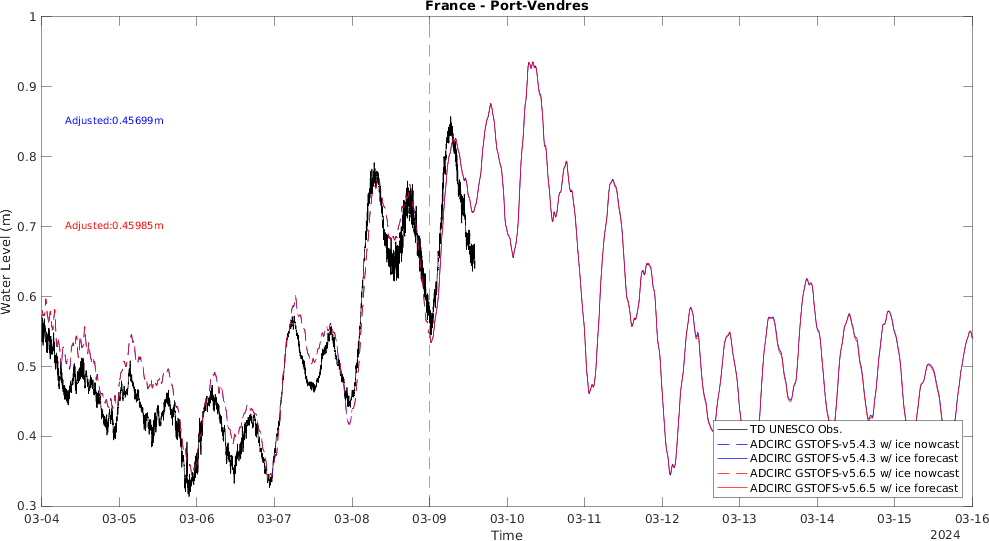 France - Port-Vendres
1
0.9
0.8
0.7
0.6
0.5
0.4
0.3
Water Level (m)
Adjusted:0.45699m
Adjusted:0.45985m
TD UNESCO Obs.
ADCIRC GSTOFS-v5.4.3 w/ ice nowcast
ADCIRC GSTOFS-v5.4.3 w/ ice forecast
ADCIRC GSTOFS-v5.6.5 w/ ice nowcast
ADCIRC GSTOFS-v5.6.5 w/ ice forecast
03-04 03-05 03-06 03-07 03-08 03-09 03-10 03-11 03-12 03-13 03-14 03-15 03-16
Time
2024